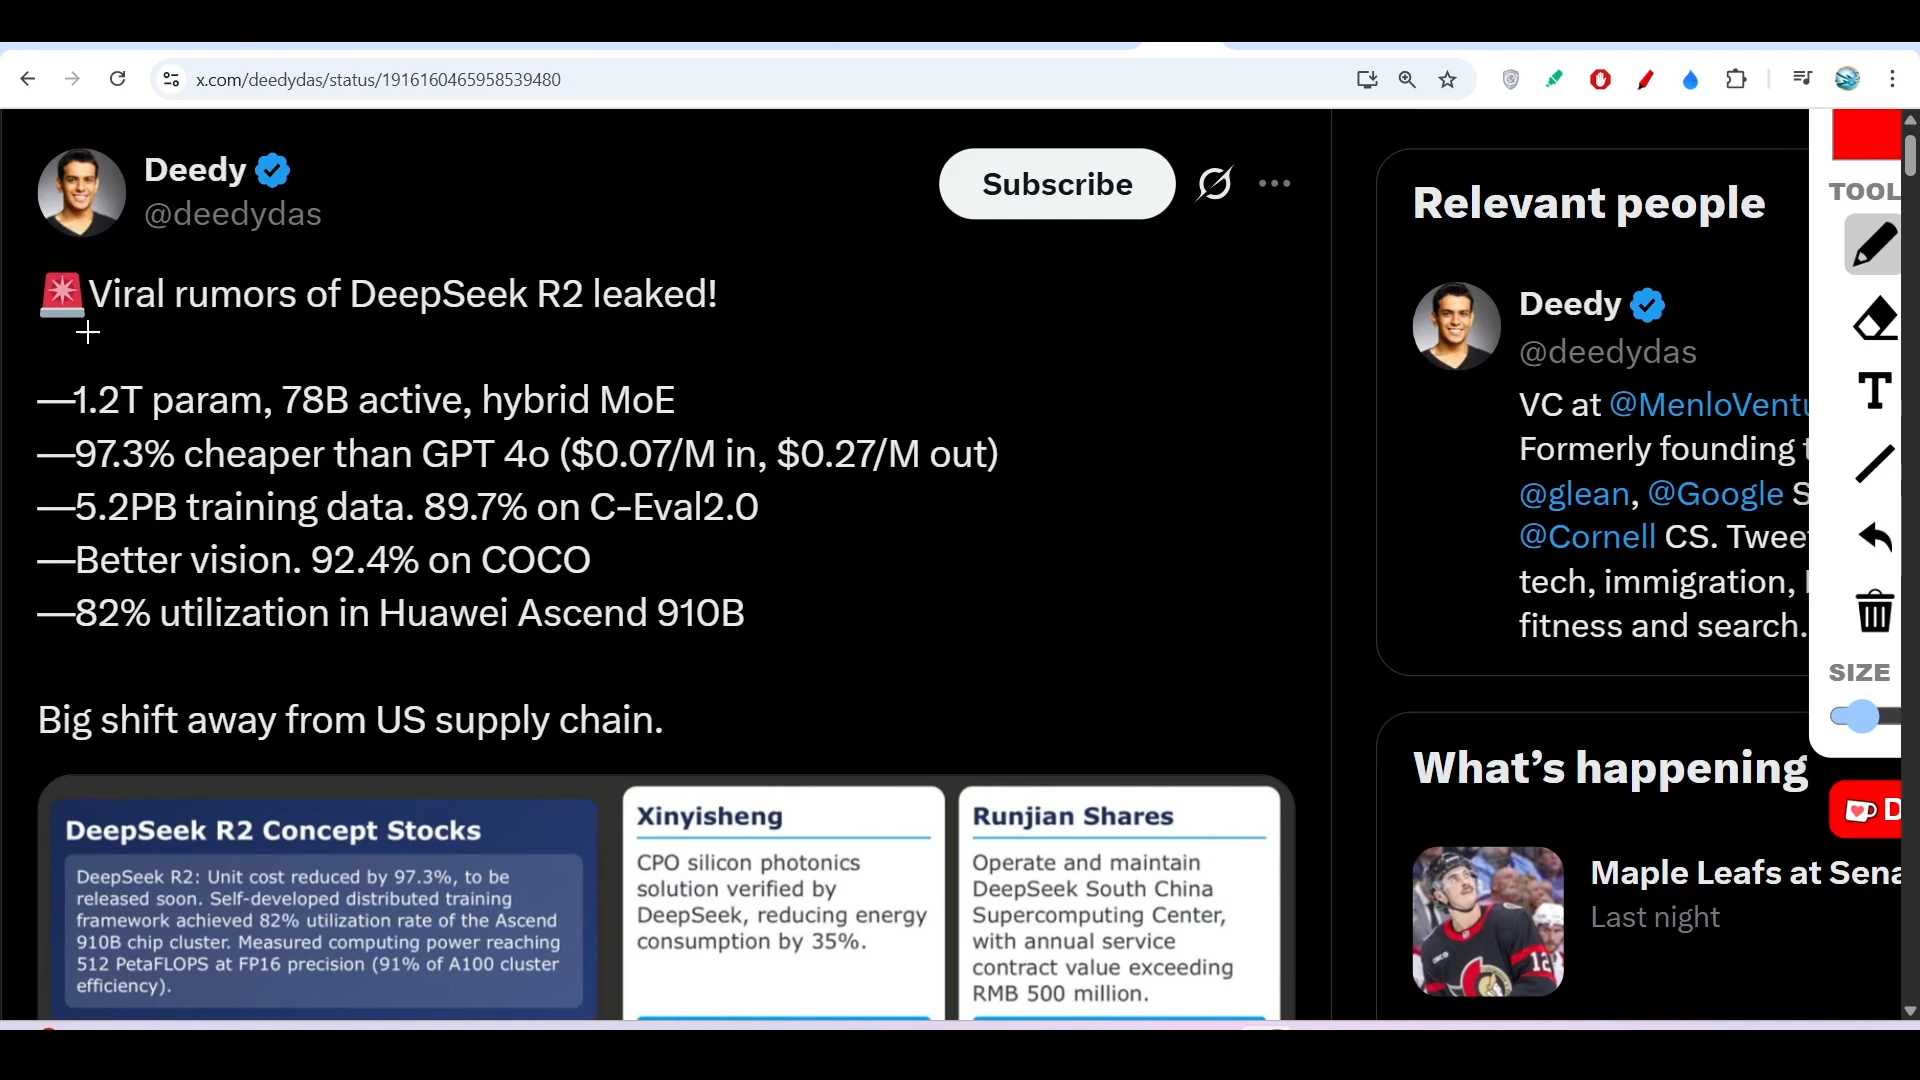 x.com/deedydas/status/1916160465958539480
Deedy
@deedydas
Subscribe
Viral rumors of DeepSeek R2 leaked!
—1.2T param, 78B active, hybrid MoE
—97.3% cheaper than GPT 4o ($0.07/M in, $0.27/M out)
—5.2PB training data. 89.7% on C-Eval2.0
—Better vision. 92.4% on COCO
—82% utilization in Huawei Ascend 910B
Big shift away from US supply chain.
DeepSeek R2 Concept Stocks
DeepSeek R2: Unit cost reduced by 97.3%, to be
released soon. Self-developed distributed training
framework achieved 82% utilization rate of the Ascend
910B chip cluster. Measured computing power reaching
512 PetaFLOPS at FP16 precision (91% of A100 cluster
efficiency).
Xinyisheng
CPO silicon photonics
solution verified by
DeepSeek, reducing energy
consumption by 35%.
Runjian Shares
Operate and maintain
DeepSeek South China
Supercomputing Center,
with annual service
contract value exceeding
RMB 500 million.
Relevant people
Deedy
@deedydas
VC at @MenloVentu
Formerly founding t
@glean, @Google S
@Cornell CS. Tweet
tech, immigration,
fitness and search.
What's happening
Maple Leafs at Sena
Last night
12
TOOL
T
SIZE
D